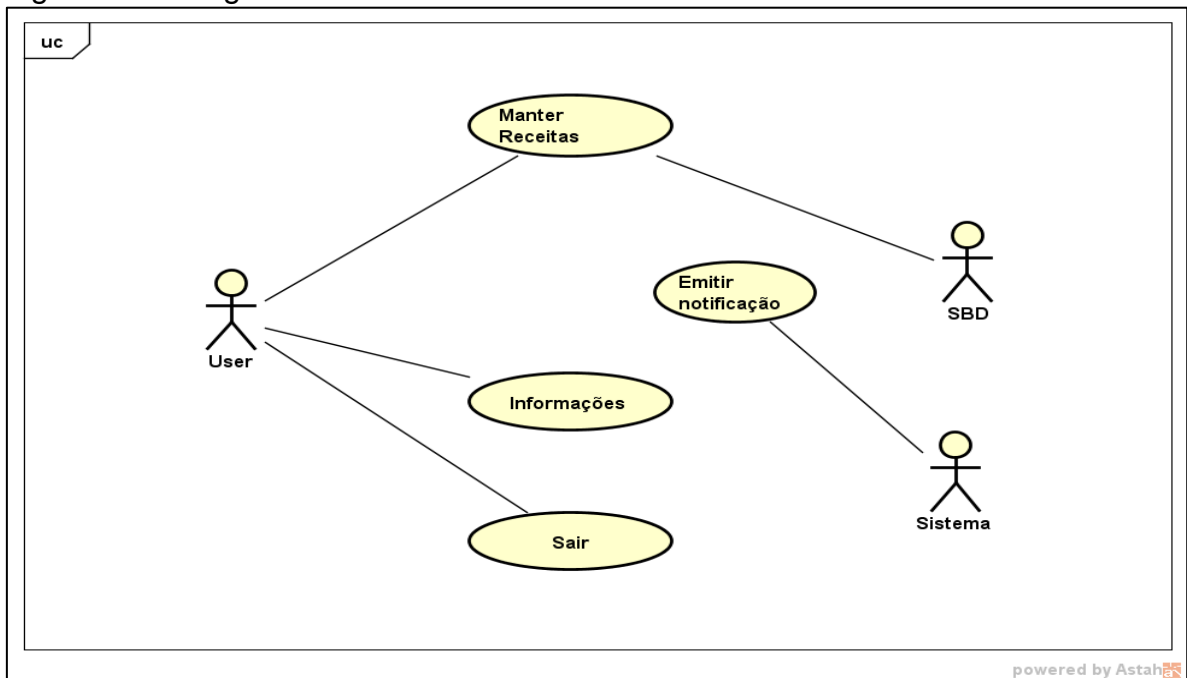 uc
Manter
Receitas
Emitir
notificação
SBD
User
Informações
Sistema
Sair
powered by Astah